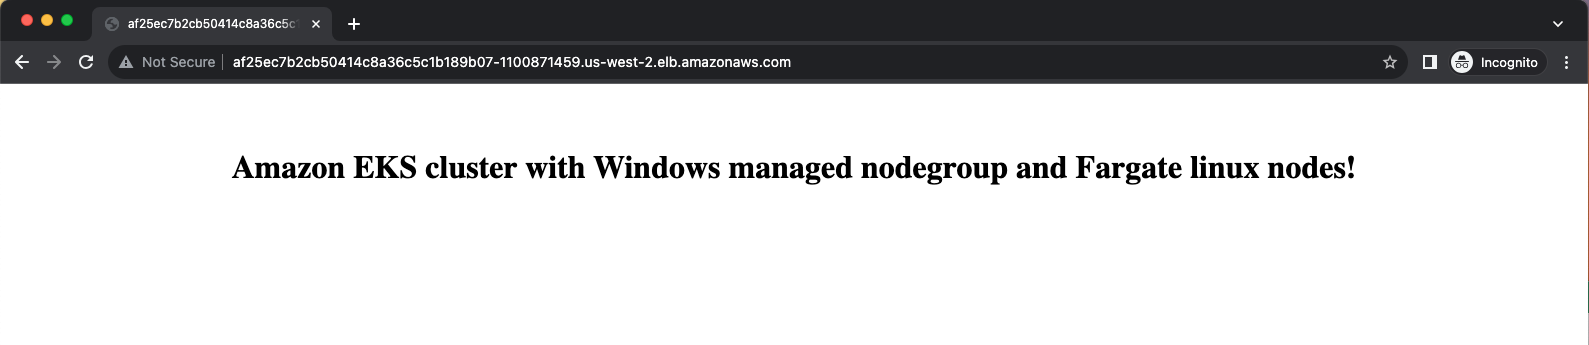 af25ec7b2cb50414c8a36c5c1
Not Secure af25ec7b2cb50414c8a36c5c1b189b07-1100871459.us-west-2.elb.amazonaws.com Incognito
Amazon EKS cluster with Windows managed nodegroup and Fargate linux nodes!